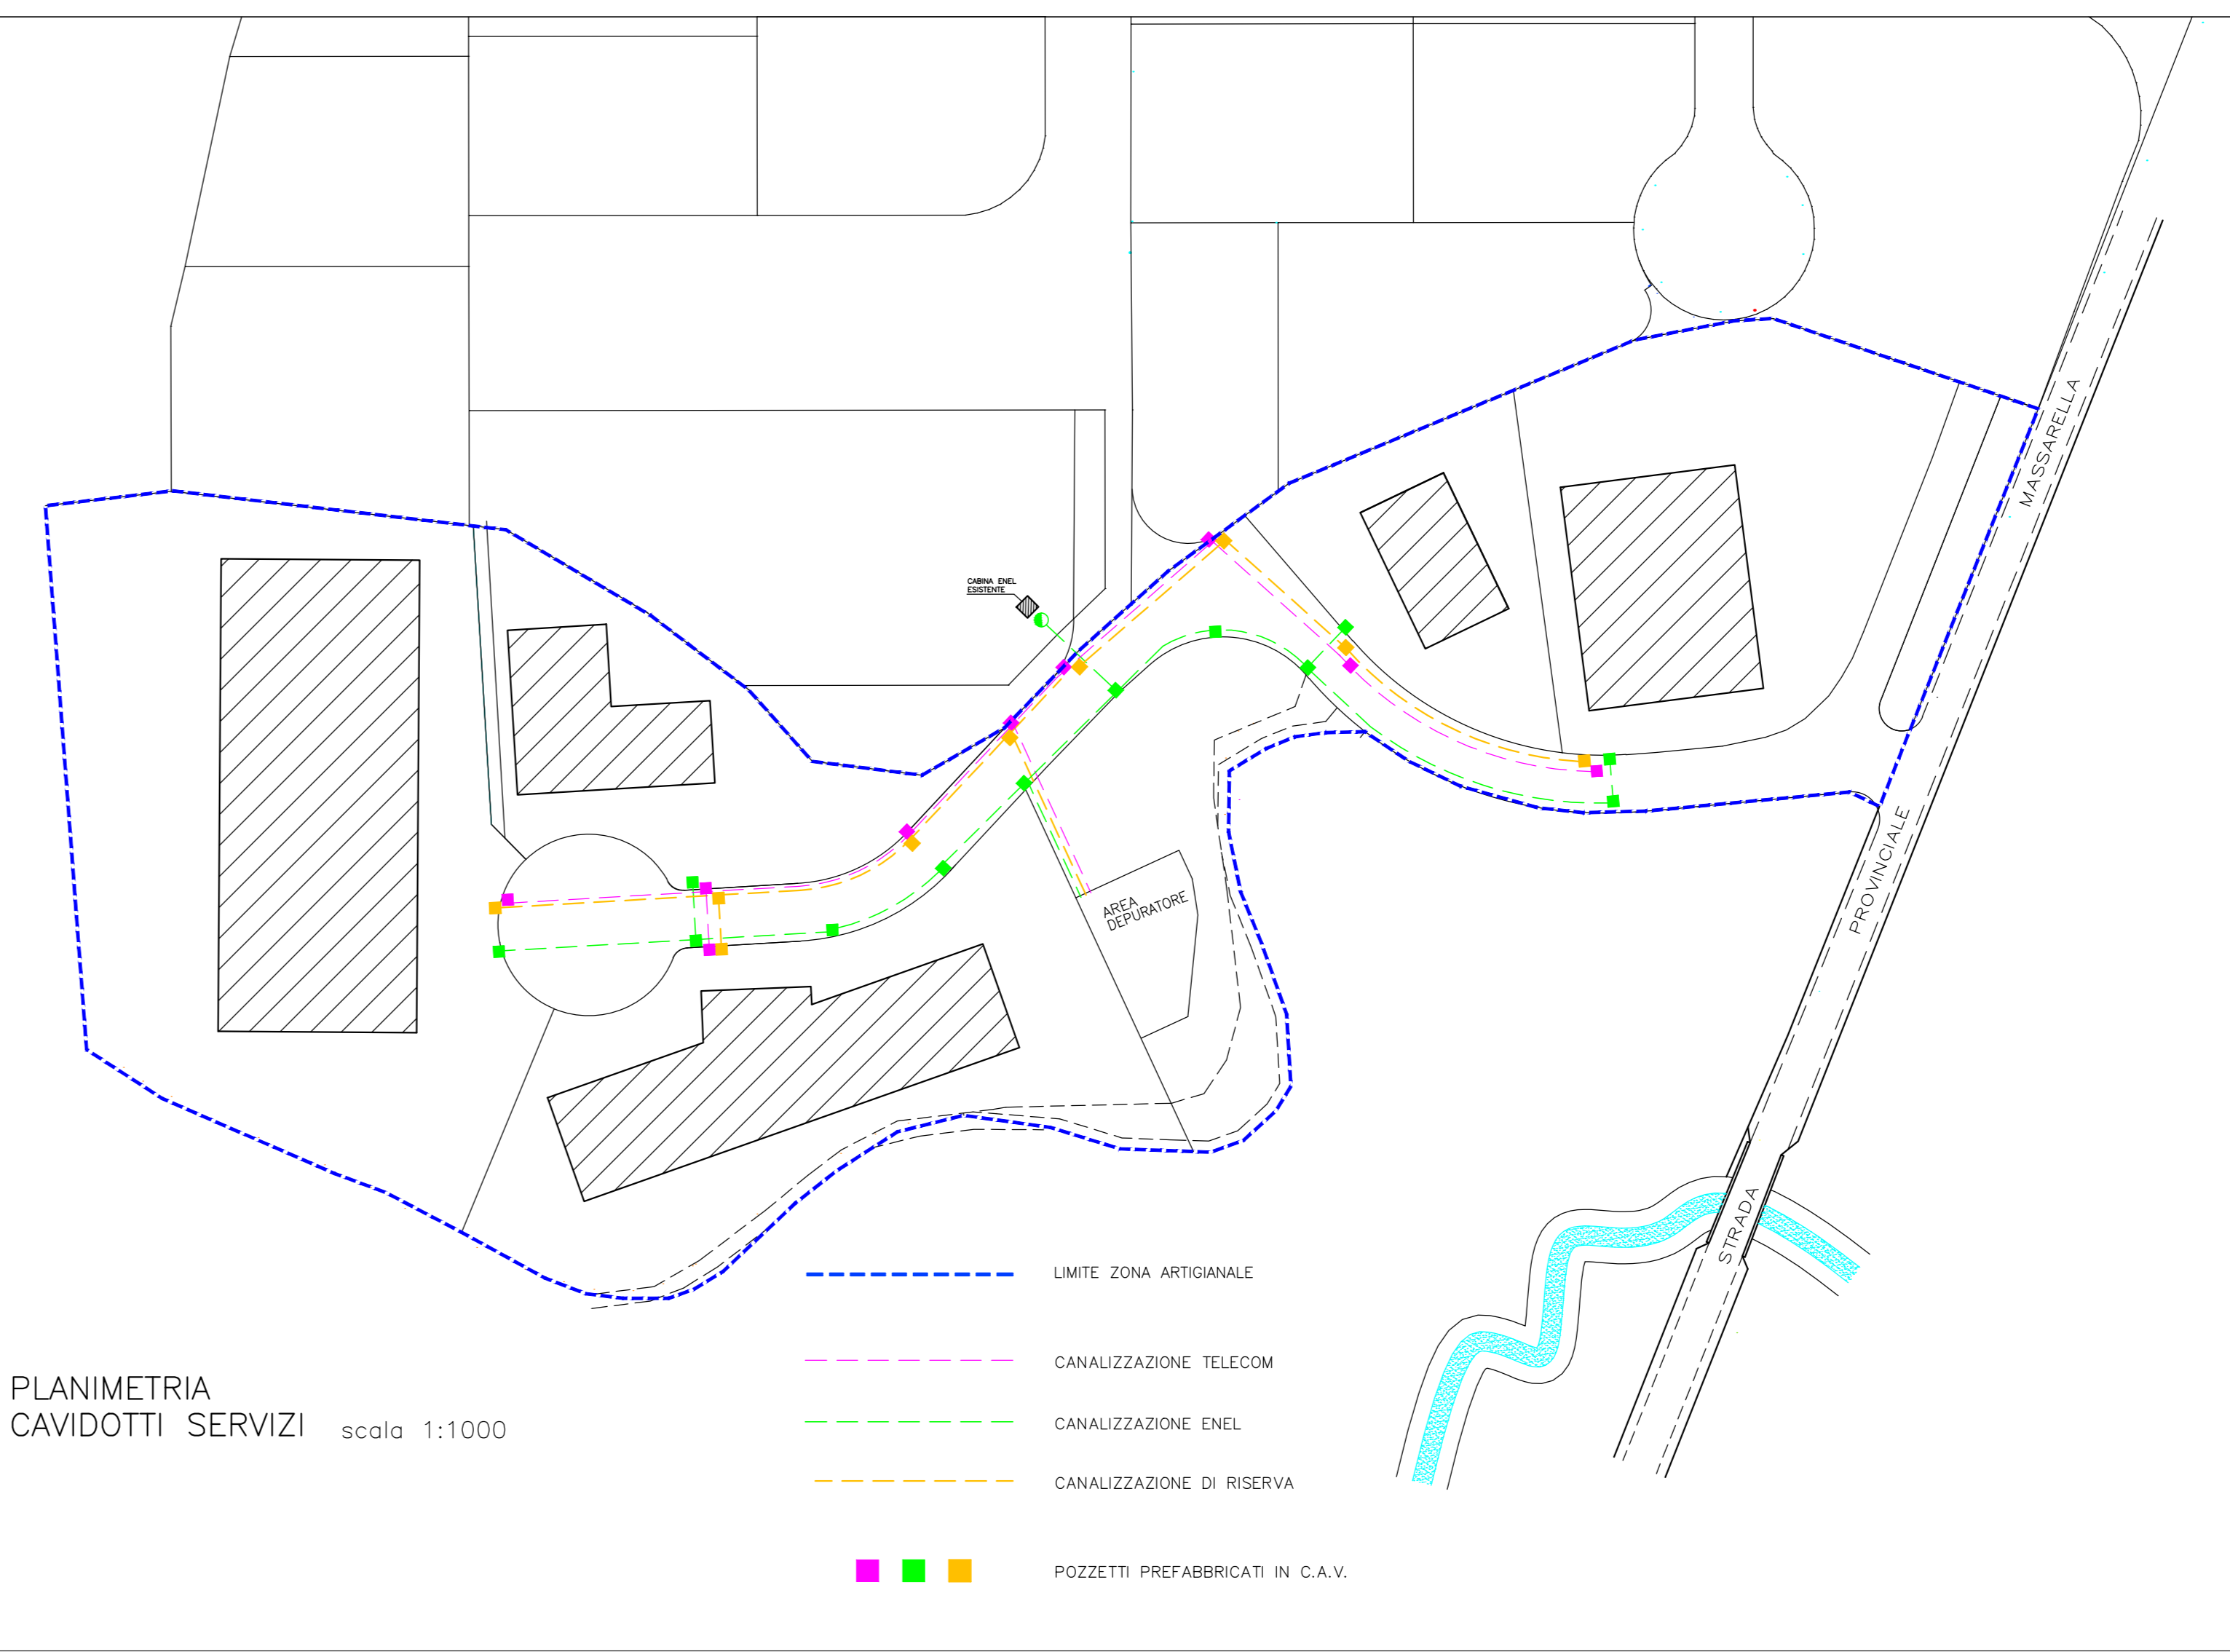 CABINA ENEL
ESISTENTE
MASSARELLA
PROVINCIALE
STRADA
AREA
DEPURATORE
LIMITE ZONA ARTIGIANALE
CANALIZZAZIONE TELECOM
CANALIZZAZIONE ENEL
CANALIZZAZIONE DI RISERVA
POZZETTI PREFABBRICATI IN C.A.V.
PLANIMETRIA
CAVIDOTTI SERVIZI scala 1:1000